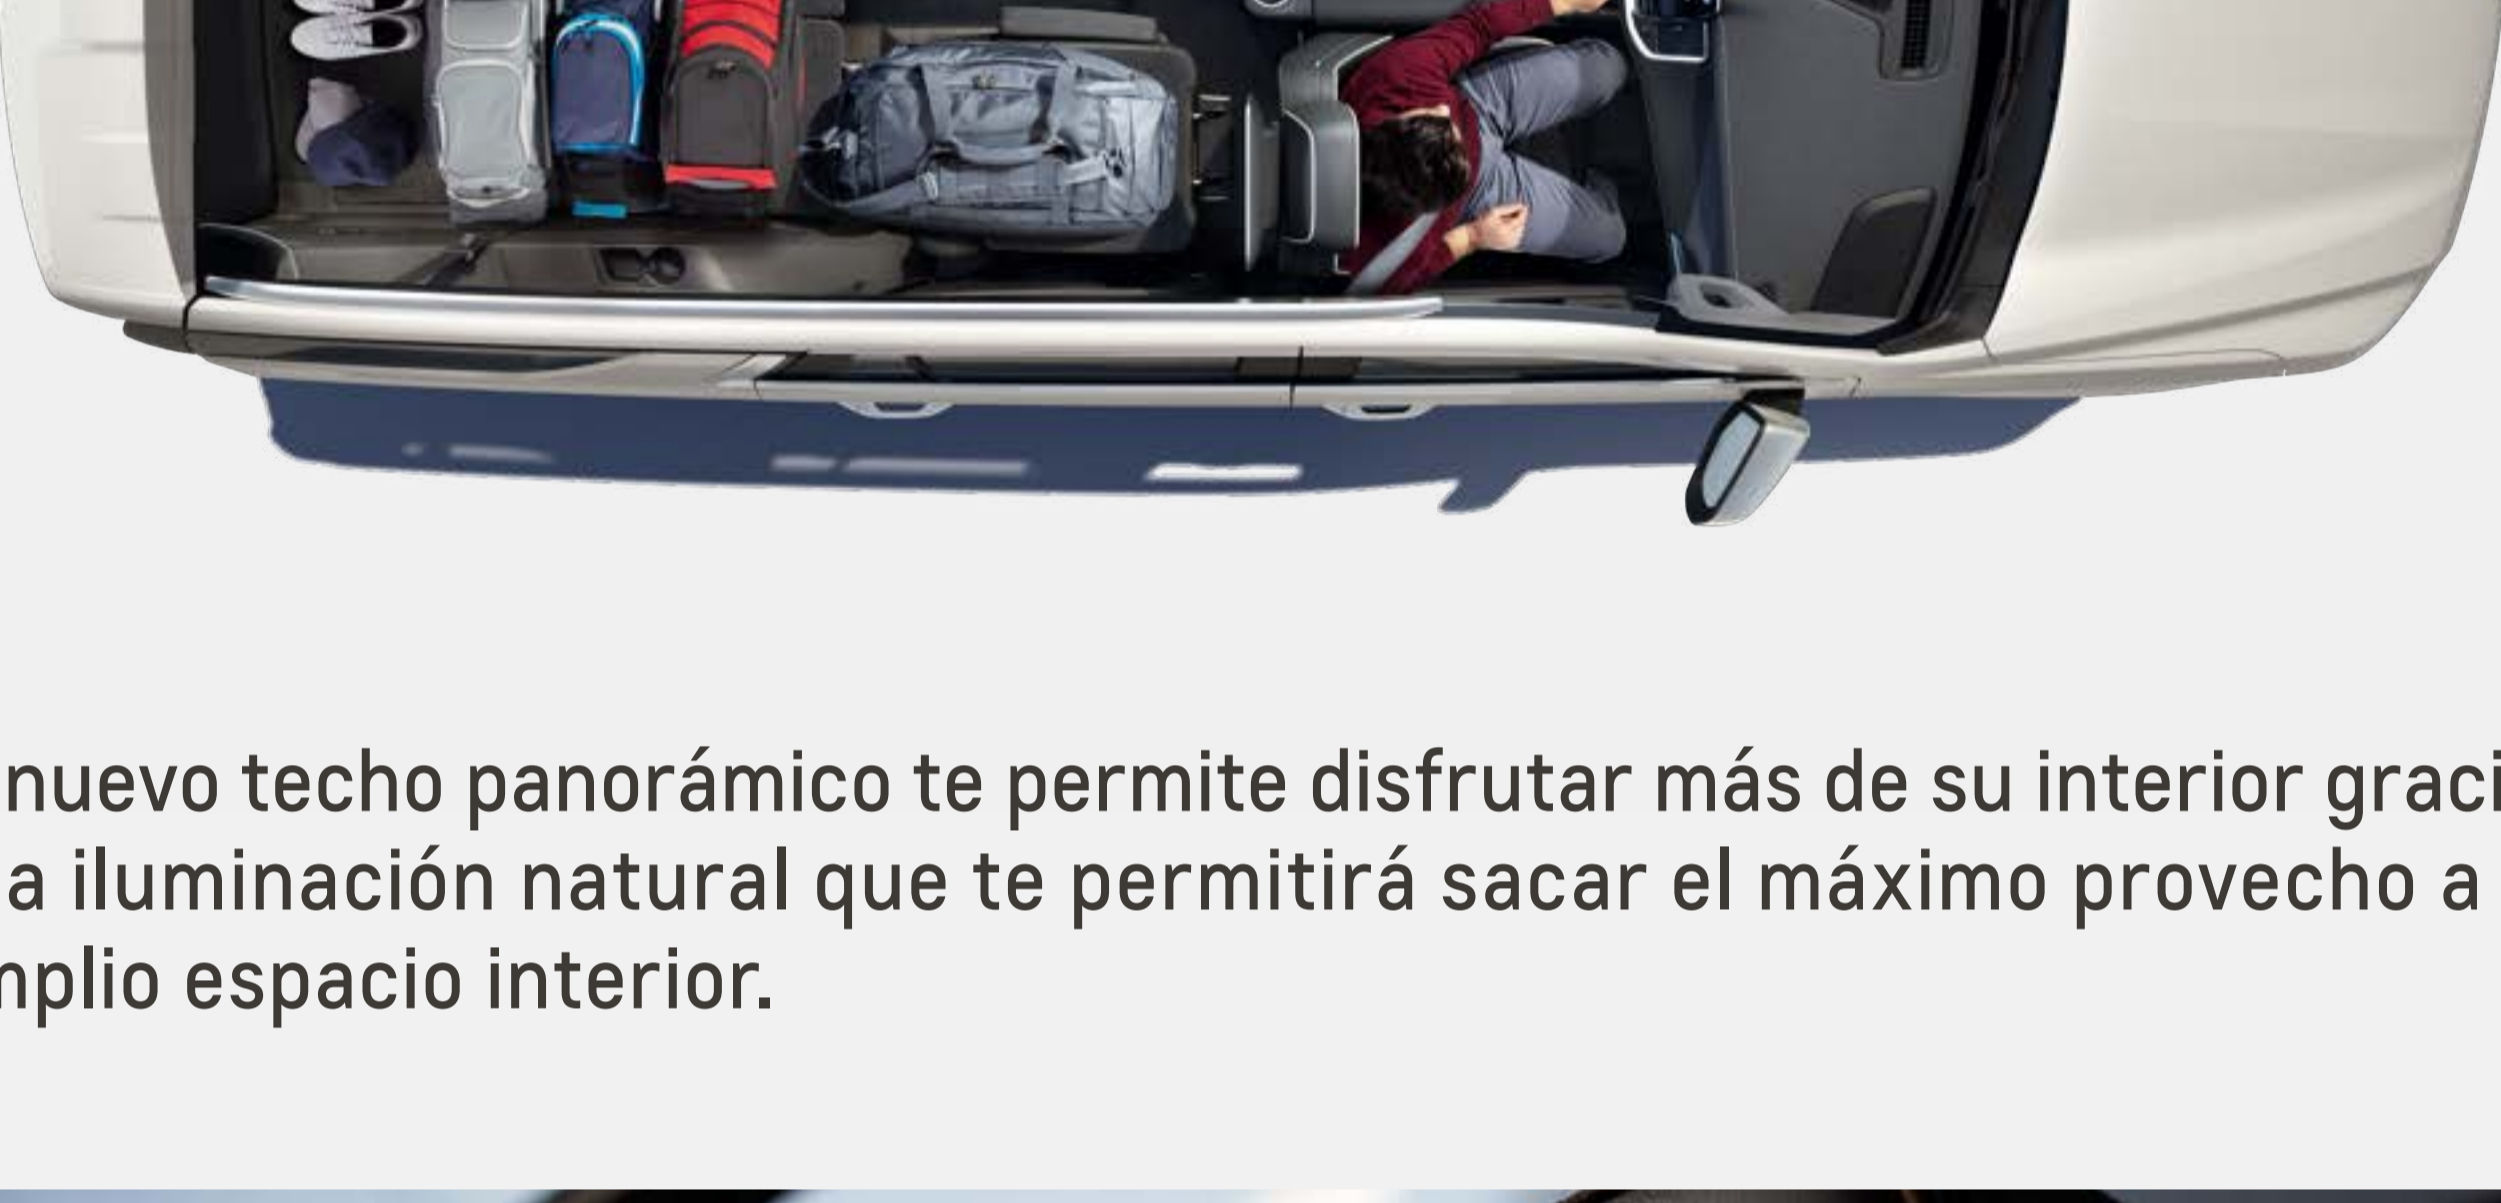 nuevo techo panorámico te permite disfrutar más de su interior graci
a iluminación natural que te permitirá sacar el máximo provecho a
mplio espacio interior.